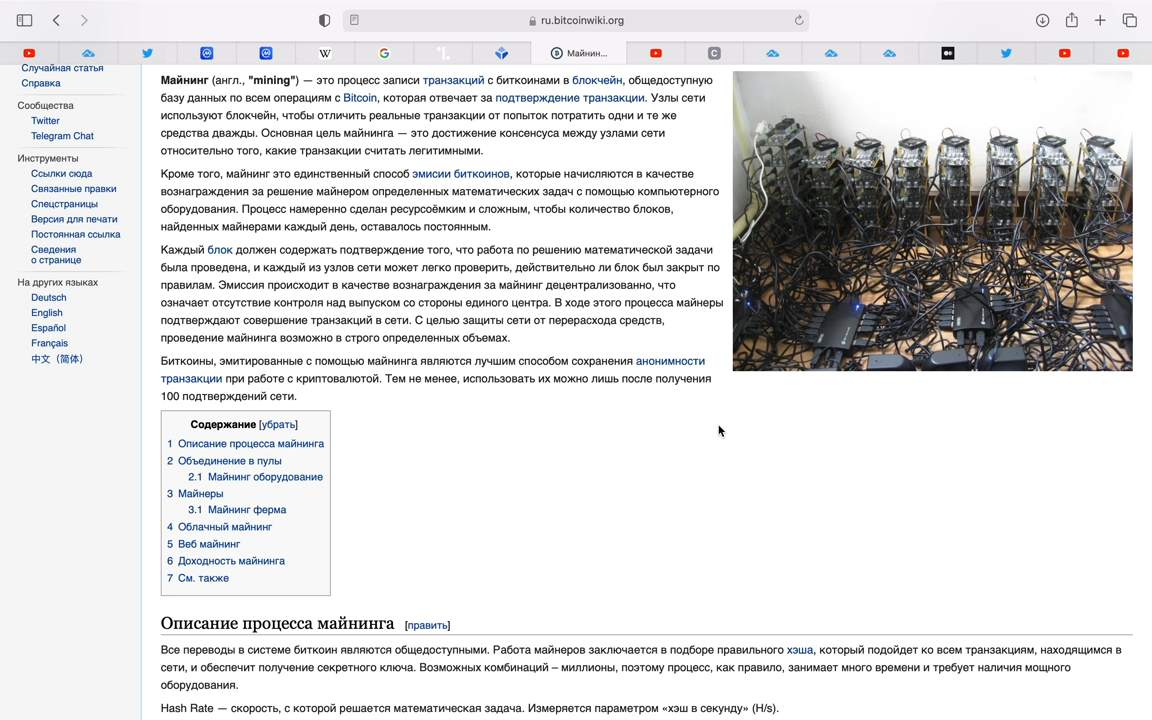 ru.bitcoinwiki.org
W
G
Майнин...
C
Случайная статья
Справка
Сообщества
Twitter
Telegram Chat
Инструменты
Ссылки сюда
Связанные правки
Спецстраницы
Версия для печати
Постоянная ссылка
Сведения
о странице
На других языках
Deutsch
English
Español
Français
中文（简体）
Майнинг (англ., "mining") — это процесс записи транзакций с биткоинами в блокчейн, общедоступную
базу данных по всем операциям с Bitcoin, которая отвечает за подтверждение транзакции. Узлы сети
используют блокчейн, чтобы отличить реальные транзакции от попыток потратить одни и те же
средства дважды. Основная цель майнинга — это достижение консенсуса между узлами сети
относительно того, какие транзакции считать легитимными.
Кроме того, майнинг это единственный способ эмисии биткоинов, которые начисляются в качестве
вознаграждения за решение майнером определенных математических задач с помощью компьютерного
оборудования. Процесс намеренно сделан ресурсоёмким и сложным, чтобы количество блоков,
найденных майнерами каждый день, оставалось постоянным.
Каждый блок должен содержать подтверждение того, что работа по решению математической задачи
была проведена, и каждый из узлов сети может легко проверить, действительно ли блок был закрыт по
правилам. Эмиссия происходит в качестве вознаграждения за майнинг децентрализованно, что
означает отсутствие контроля над выпуском со стороны единого центра. В ходе этого процесса майнеры
подтверждают совершение транзакций в сети. С целью защиты сети от перерасхода средств,
проведение майнинга возможно в строго определенных объемах.
Биткоины, эмитированные с помощью майнинга являются лучшим способом сохранения анонимности
транзакции при работе с криптовалютой. Тем не менее, использовать их можно лишь после получения
100 подтверждений сети.
Содержание [убрать]
1 Описание процесса майнинга
2 Объединение в пулы
2.1 Майнинг оборудование
3 Майнеры
3.1 Майнинг ферма
4 Облачный майнинг
5 Веб майнинг
6 Доходность майнинга
7 См. также
Описание процесса майнинга [править]
Все переводы в системе биткоин являются общедоступными. Работа майнеров заключается в подборе правильного хэша, который подойдет ко всем транзакциям, находящимся в
сети, и обеспечит получение секретного ключа. Возможных комбинаций – миллионы, поэтому процесс, как правило, занимает много времени и требует наличия мощного
оборудования.
Hash Rate — скорость, с которой решается математическая задача. Измеряется параметром «хэш в секунду» (H/s).